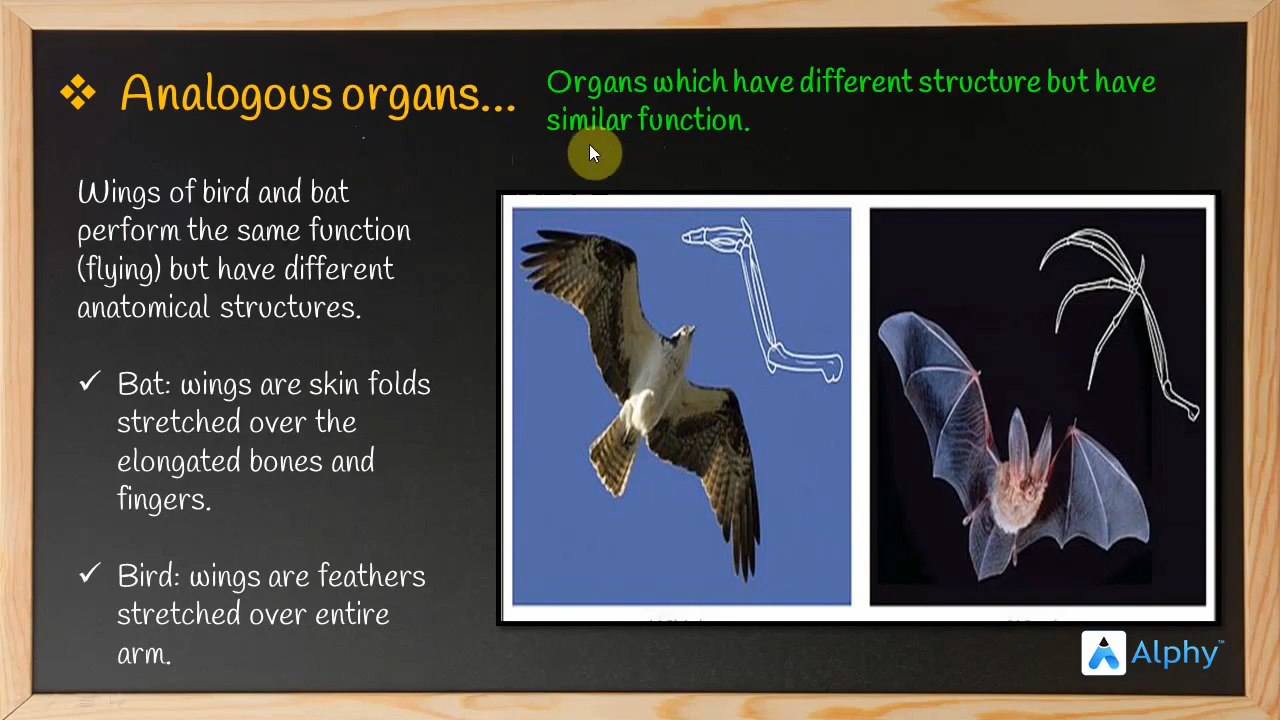 Analogous organs...
Organs which have different structure but have
similar function.
Wings of bird and bat
perform the same function
(flying) but have different
anatomical structures.
Bat: wings are skin folds
stretched over the
elongated bones and
fingers.
Bird: wings are feathers
stretched over entire
arm.
Alphy™